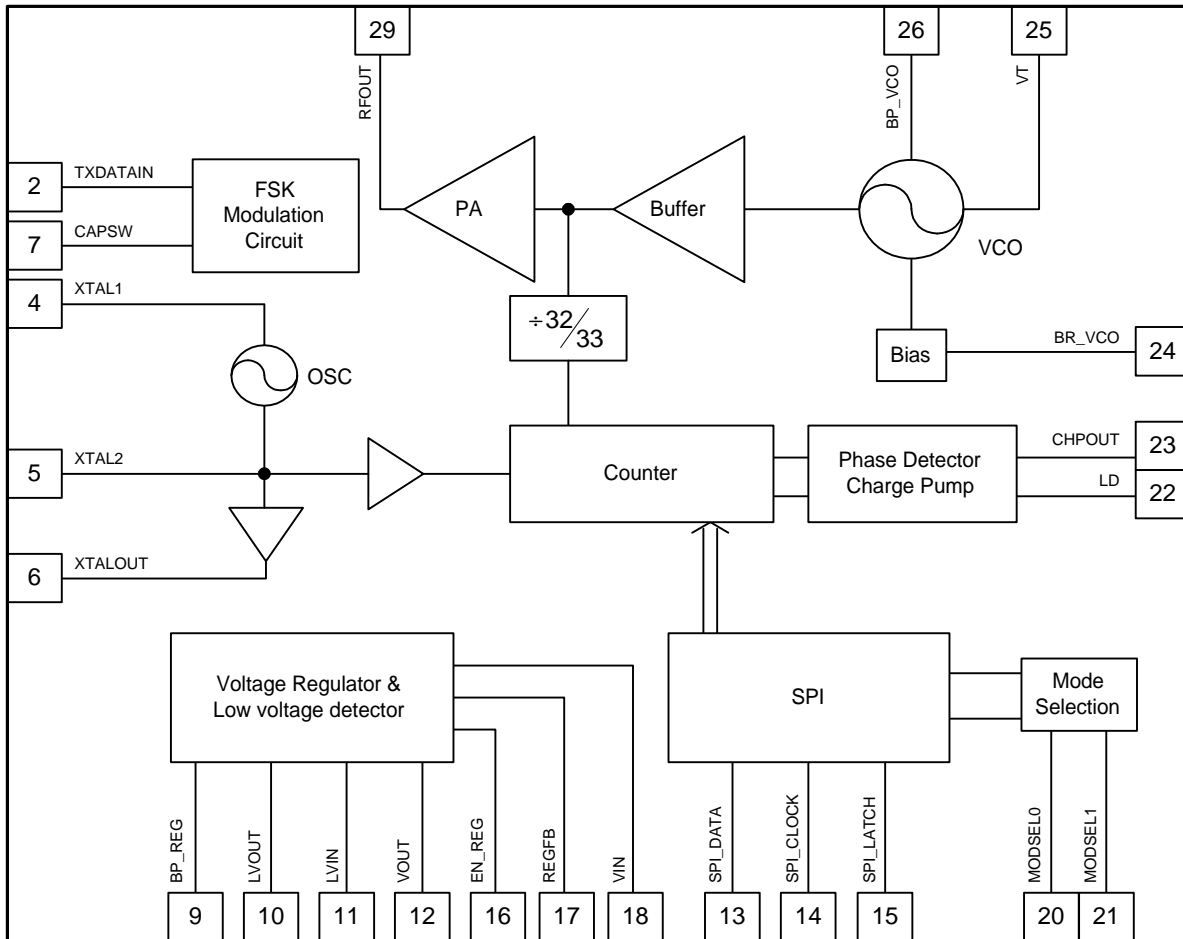 29
26
25
RFOUT
BP_VCO
VT
2
TXDATAIN
7
CAPSW
FSK
Modulation
Circuit
4
XTAL1
PA
Buffer
VCO
÷32/33
Bias
BR_VCO
24
OSC
5
XTAL2
Counter
Phase Detector
Charge Pump
CHPOUT
23
LD
22
6
XTALOUT
Voltage Regulator &
Low voltage detector
SPI
Mode
Selection
BP_REG
LVOUT
LVIN
VOUT
EN_REG
REGFB
VIN
SPI_DATA
SPI_CLOCK
SPI_LATCH
MODSEL0
MODSEL1
9
10
11
12
16
17
18
13
14
15
20
21